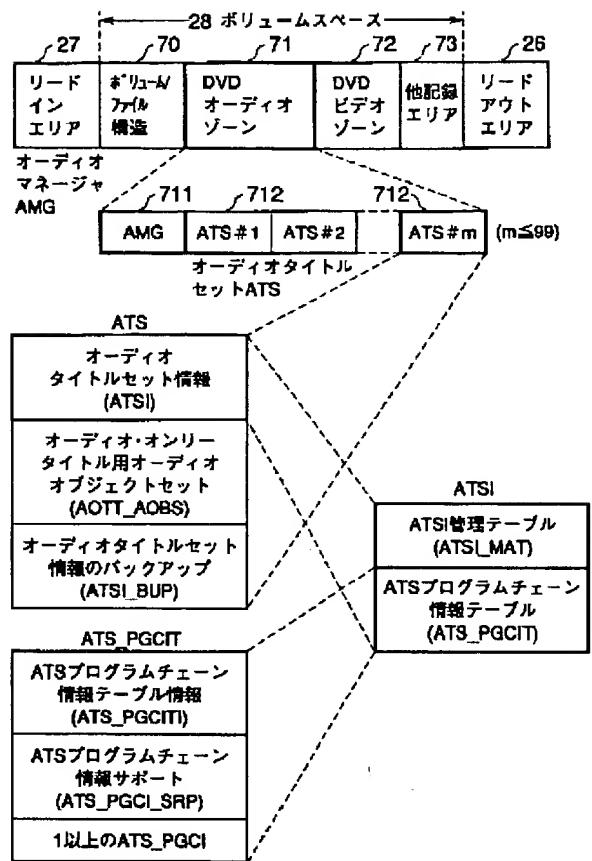 28 ボリュームスペース
27 70 71 72 73 26
リード
イン
エリア
ボリューム/
ファイル
構造
DVD
オーディオ
ゾーン
DVD
ビデオ
ゾーン
他記録
エリア
リード
アウト
エリア
オーディオ
マネージャ
AMG
711 712 712
AMG ATS#1 ATS#2 ATS#m (m≦99)
オーディオタイトル
セットATS
ATS
オーディオ
タイトルセット情報
(ATSI)
オーディオ・オンリー
タイトル用オーディオ
オブジェクトセット
(AOTT_AOBS)
オーディオタイトルセット
情報のバックアップ
(ATSI_BUP)
ATSI
ATSI管理テーブル
(ATSI_MAT)
ATSプログラムチェーン
情報テーブル
(ATS_PGCIT)
ATS_PGCIT
ATSプログラムチェーン
情報テーブル情報
(ATS_PGCITI)
ATSプログラムチェーン
情報サポート
(ATS_PGCI_SRP)
1以上のATS_PGCI